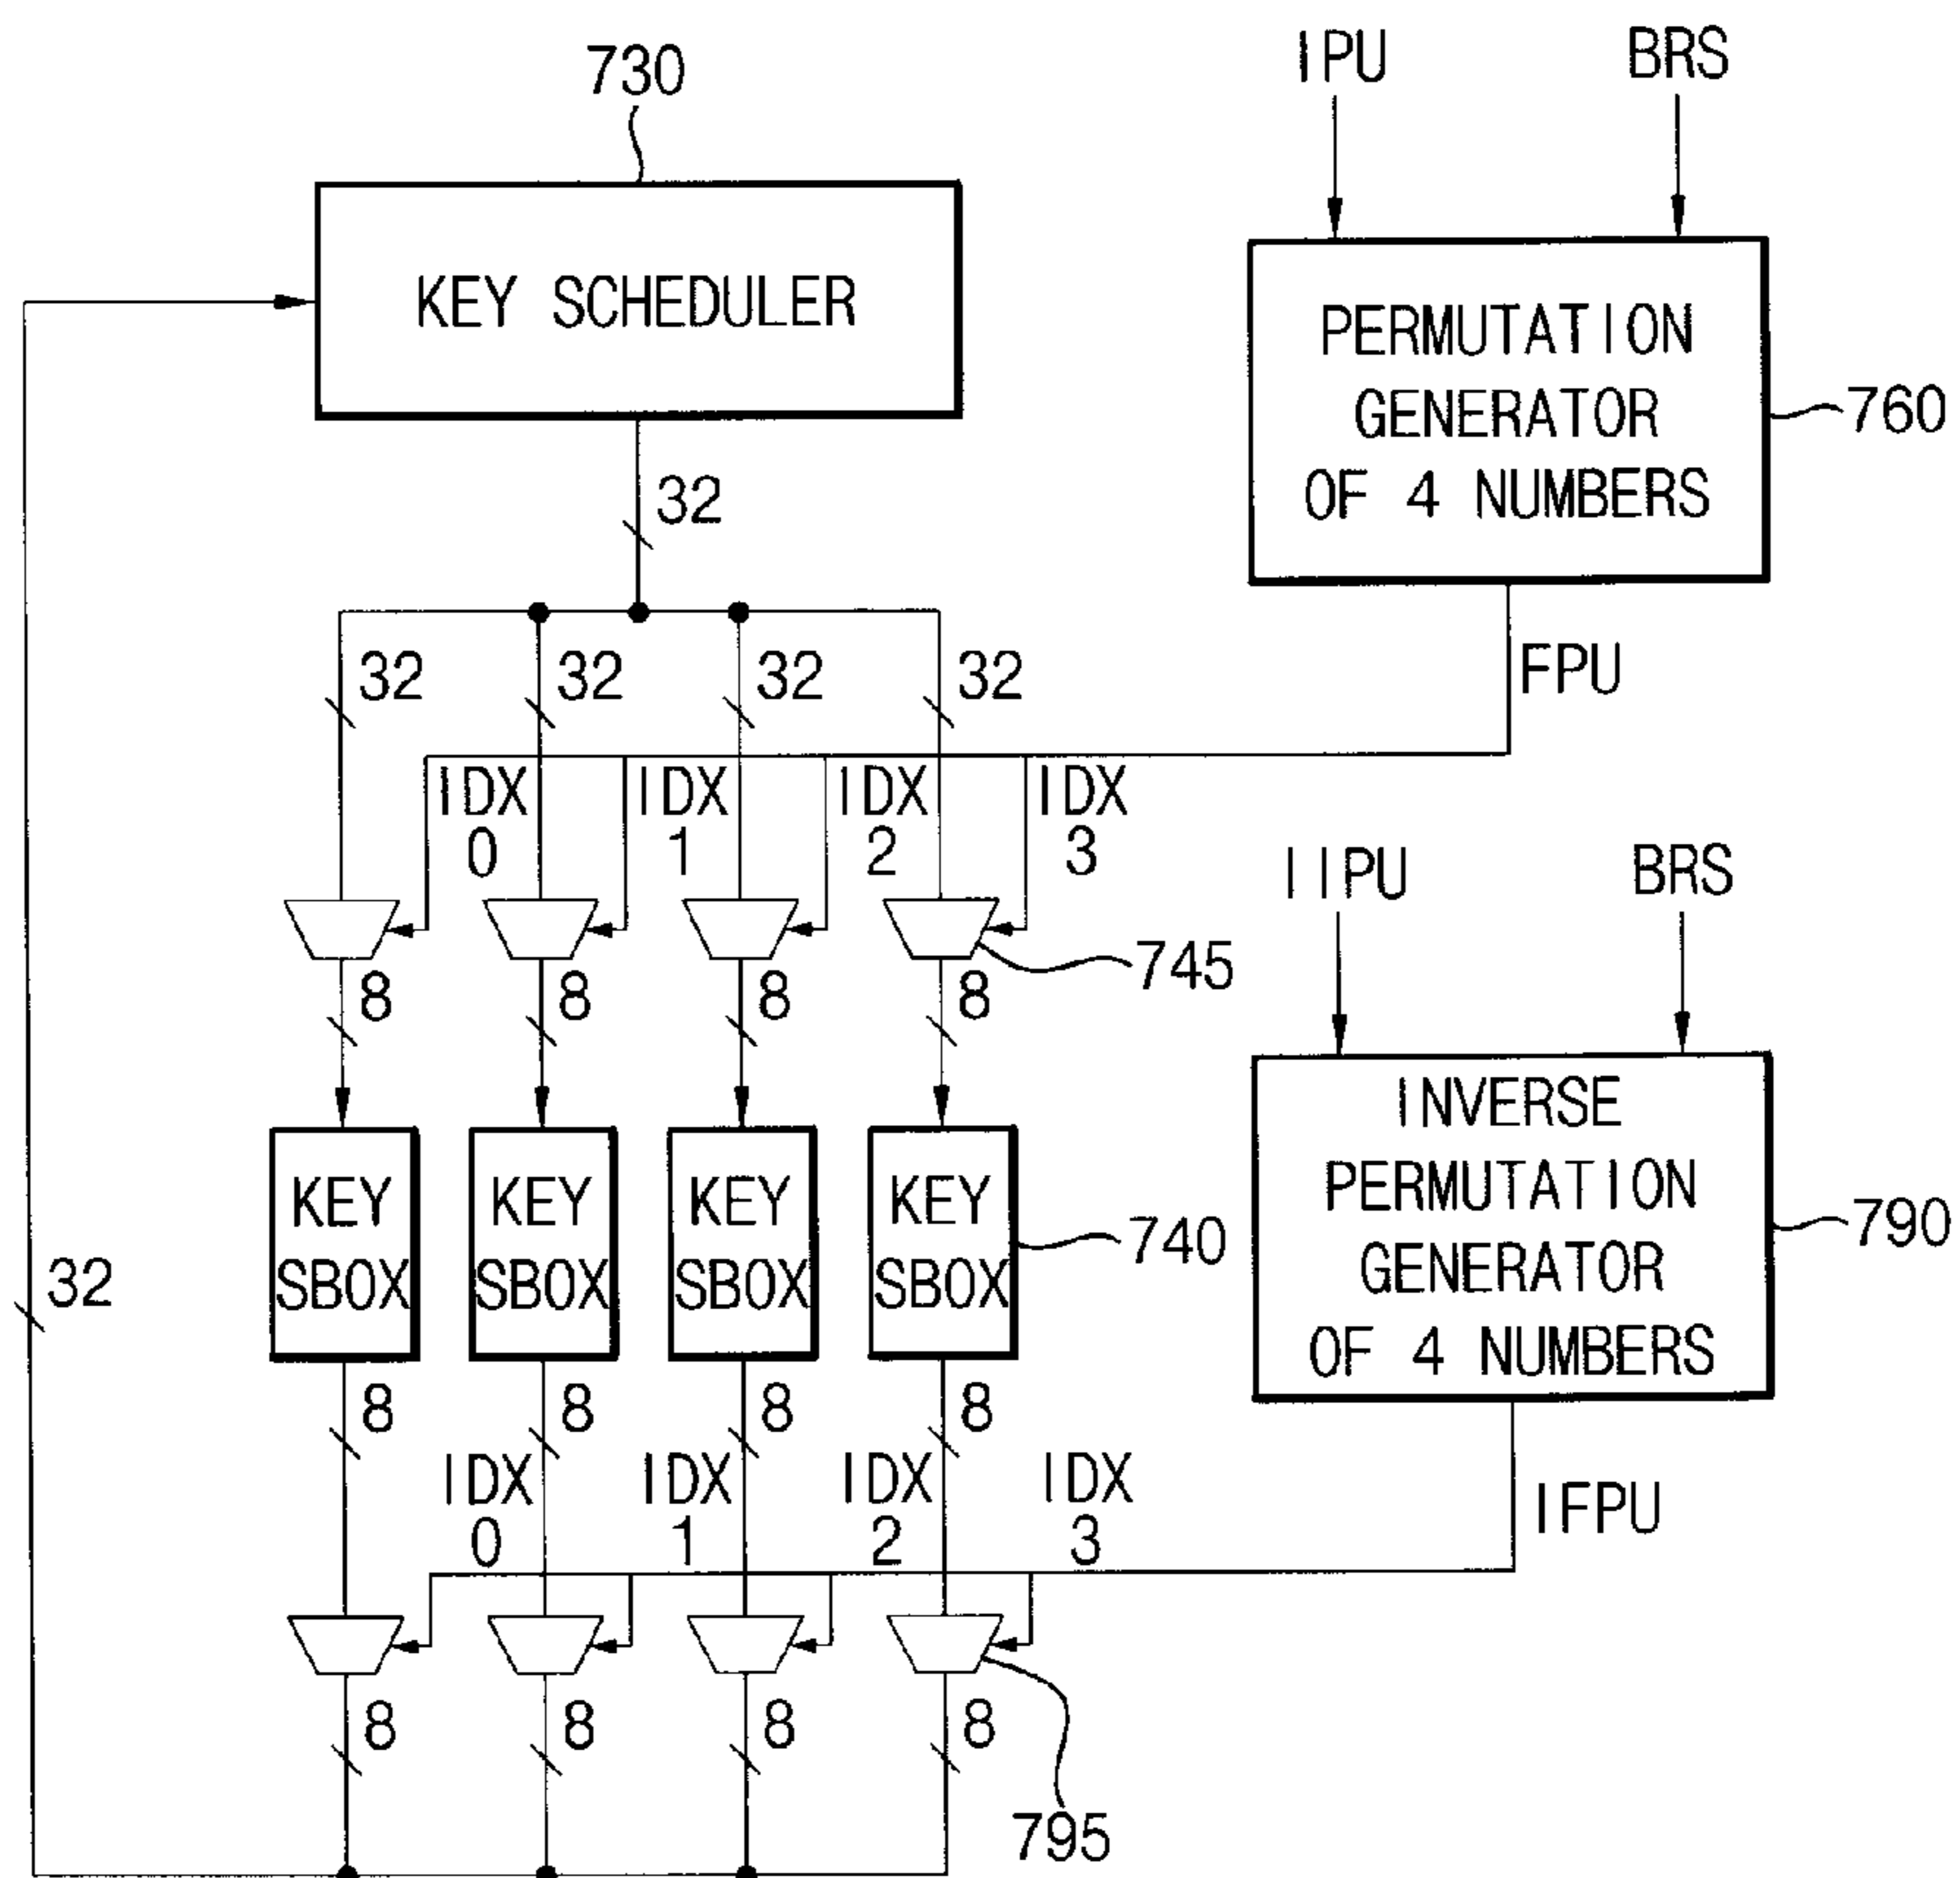 730
IPU BRS
KEY SCHEDULER
PERMUTATION
GENERATOR
OF 4 NUMBERS
760
32
32 32 32 32
FPU
IDX IDX IDX IDX
0 1 2 3
IIPU BRS
745
8 8 8 8
INVERSE
PERMUTATION
GENERATOR
OF 4 NUMBERS
790
KEY KEY KEY KEY
SBOX SBOX SBOX SBOX
740
32
8 8 8 8
IDX IDX IDX IDX
0 1 2 3
IFPU
8 8 8 8
795